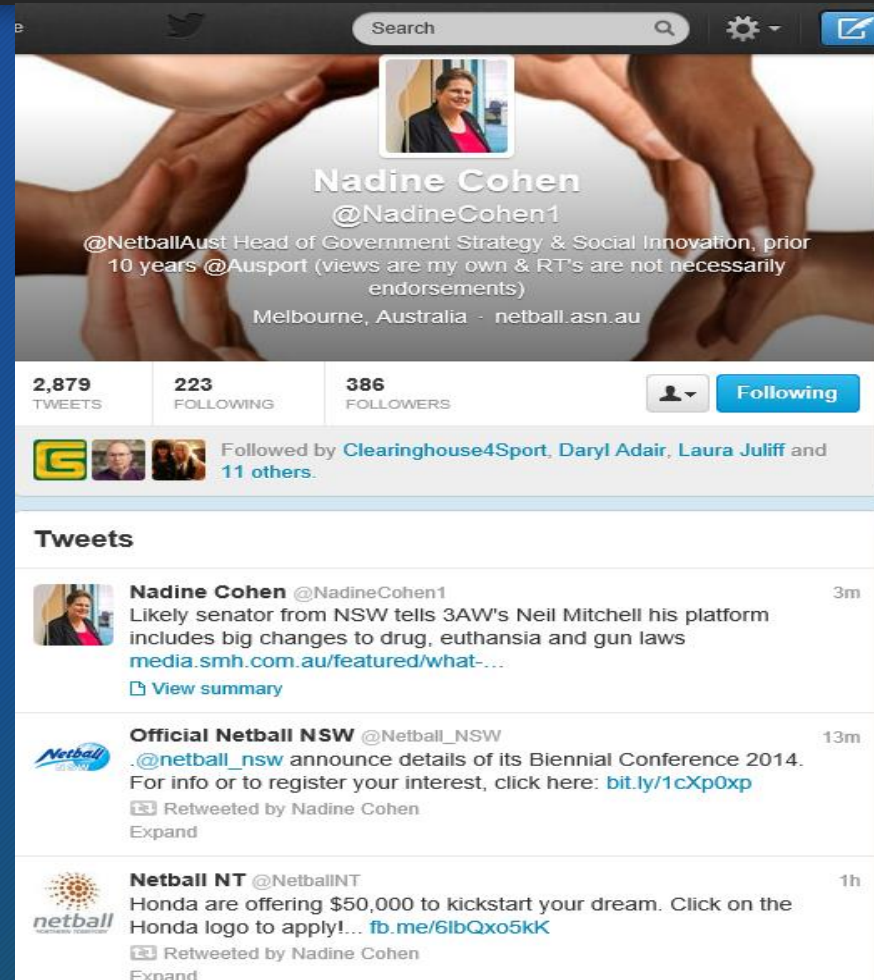 e
Search
Nadine Cohen
@NadineCohen1
@NetballAust Head of Government Strategy & Social Innovation, prior
10 years @Ausport (views are my own & RT's are not necessarily
endorsements)
Melbourne, Australia · netball.asn.au
2,879 223 386
TWEETS FOLLOWING FOLLOWERS
Following
Followed by Clearinghouse4Sport, Daryl Adair, Laura Juliff and
11 others.
Tweets
Nadine Cohen @NadineCohen1 3m
Likely senator from NSW tells 3AW's Neil Mitchell his platform
includes big changes to drug, euthansia and gun laws
media.smh.com.au/featured/what-...
View summary
Official Netball NSW @Netball_NSW 13m
Netball
NSW
.@netball_nsw announce details of its Biennial Conference 2014.
For info or to register your interest, click here: bit.ly/1cXp0xp
Retweeted by Nadine Cohen
Expand
Netball NT @NetballNT 1h
Honda are offering $50,000 to kickstart your dream. Click on the
netball
NORTHERN TERRITORY
Honda logo to apply!... fb.me/6lbQxo5kK
Retweeted by Nadine Cohen
Expand